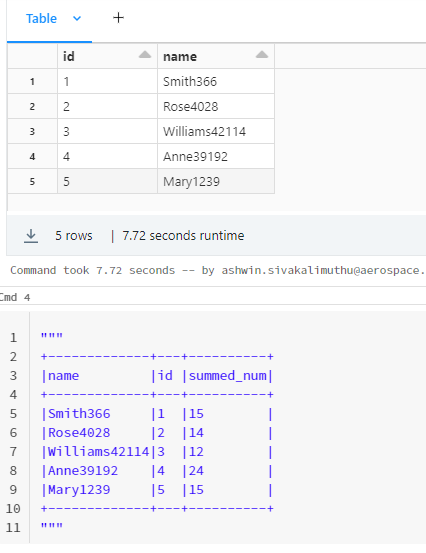 Table +
id name
1 1 Smith366
2 2 Rose4028
3 3 Williams42114
4 4 Anne39192
5 5 Mary1239
5 rows | 7.72 seconds runtime
Command took 7.72 seconds -- by ashwin.sivakalimuthu@aerospace.
Cmd 4
1 """
2 +-------------+---+----------+
3 |name         |id |summed_num|
4 +-------------+---+----------+
5 |Smith366     |1  |15        |
6 |Rose4028     |2  |14        |
7 |Williams42114|3  |12        |
8 |Anne39192    |4  |24        |
9 |Mary1239     |5  |15        |
10 +-------------+---+----------+
11 """